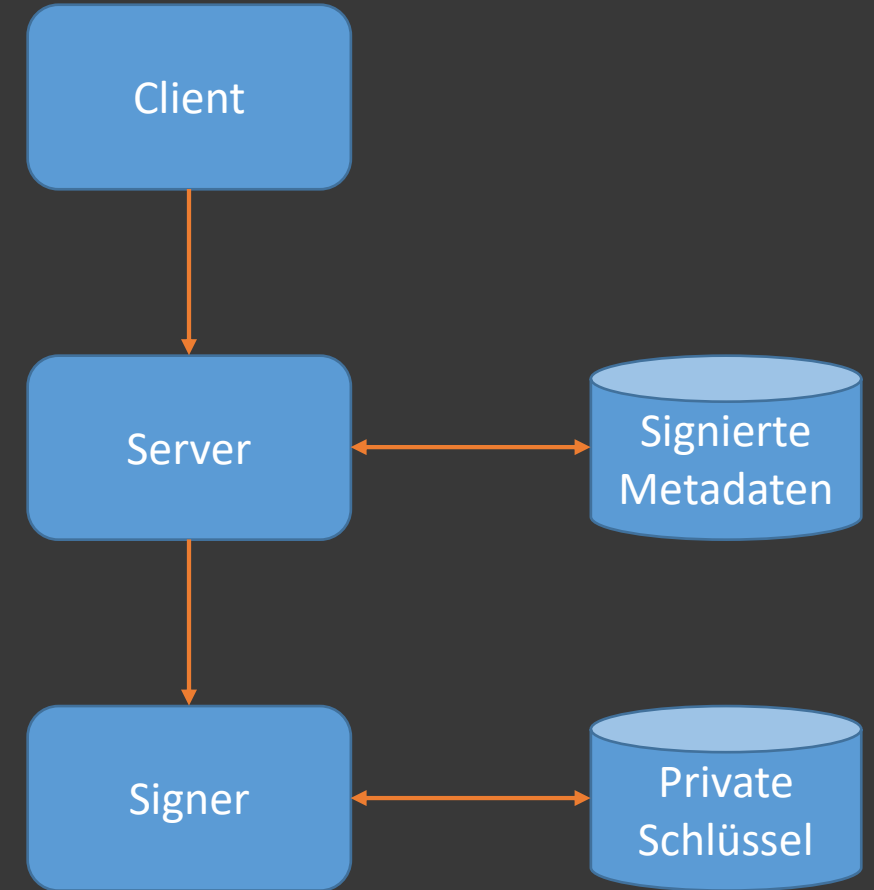 Client
Server
Signierte
Metadaten
Signer
Private
Schlüssel